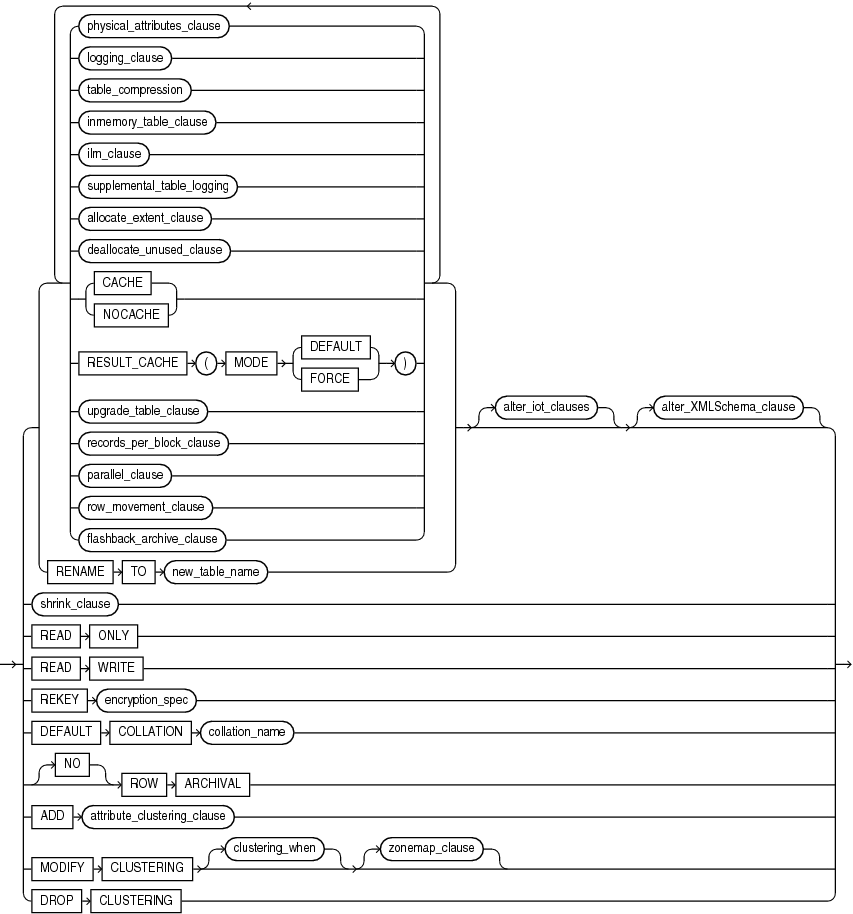 physical_attributes_clause
logging_clause
table_compression
inmemory_table_clause
ilm_clause
supplemental_table_logging
allocate_extent_clause
deallocate_unused_clause
CACHE
NOCACHE
RESULT_CACHE ( MODE DEFAULT )
FORCE
upgrade_table_clause
alter_iot_clauses alter_XMLSchema_clause
records_per_block_clause
parallel_clause
row_movement_clause
flashback_archive_clause
RENAME TO new_table_name
shrink_clause
READ ONLY
READ WRITE
REKEY encryption_spec
DEFAULT COLLATION collation_name
NO
ROW ARCHIVAL
ADD attribute_clustering_clause
clustering_when zonemap_clause
MODIFY CLUSTERING
DROP CLUSTERING